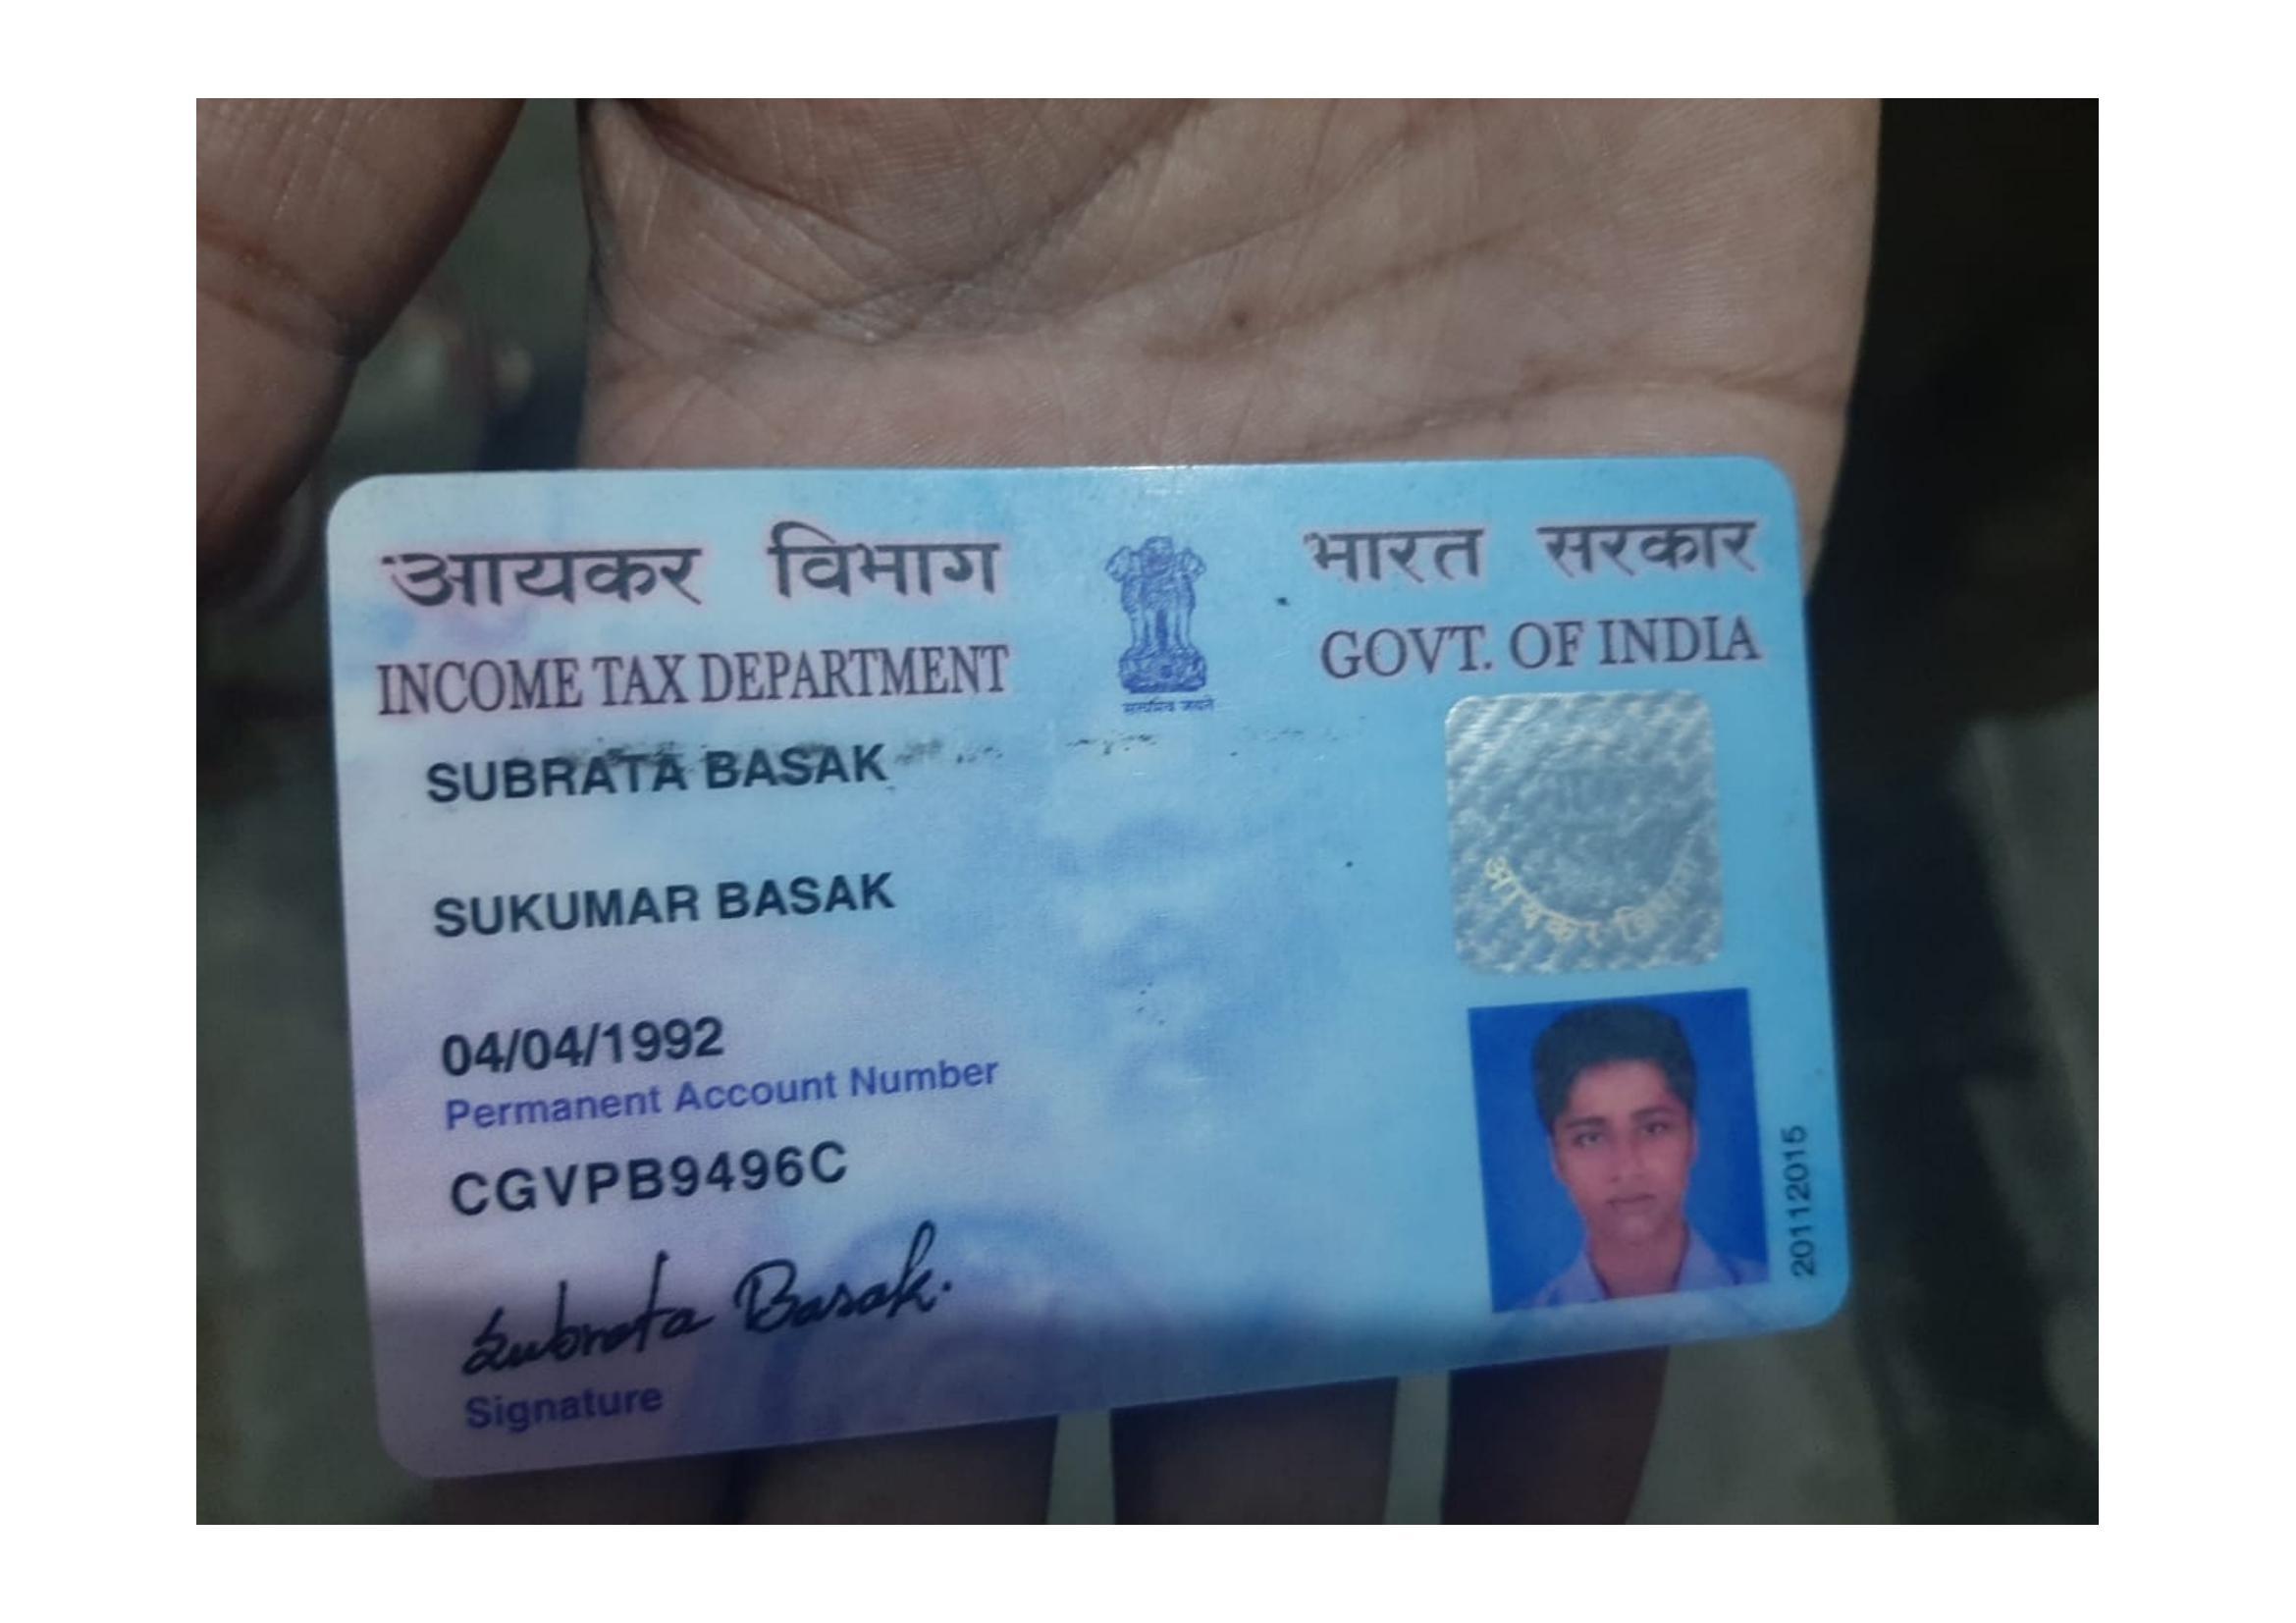 आयकर विभाग
INCOME TAX DEPARTMENT
भारत सरकार
GOVT. OF INDIA
सत्यमेव जयते
SUBRATA BASAK
SUKUMAR BASAK
04/04/1992
Permanent Account Number
CGVPB9496C
Subrata Basak.
Signature
आयकर विभाग
20112015